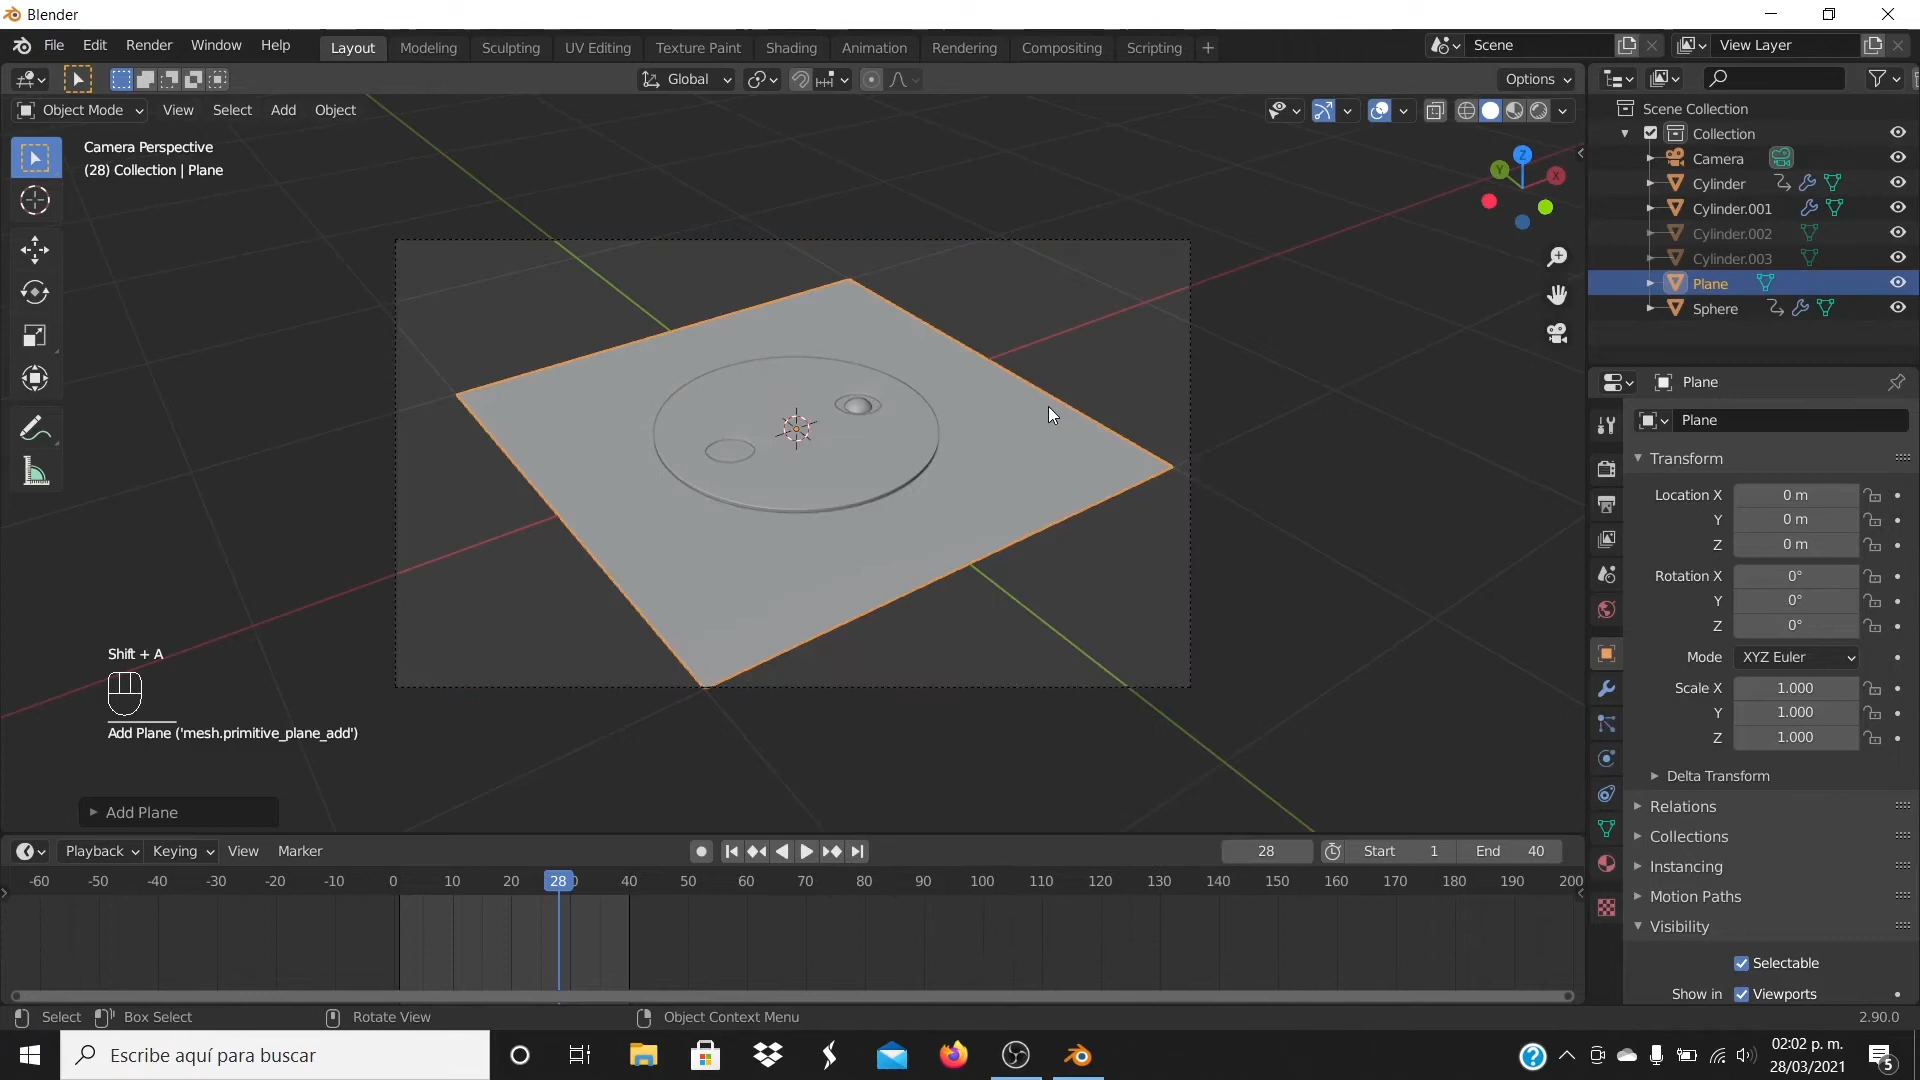 Blender
File Edit Render Window Help
Layout Modeling Sculpting UV Editing Texture Paint Shading Animation Rendering Compositing Scripting +
Scene
View Layer
Global
Options
Object Mode View Select Add Object
Camera Perspective
(28) Collection | Plane
Z
Y
X
Scene Collection
Collection
Camera
Cylinder
Cylinder.001
Cylinder.002
Cylinder.003
Plane
Sphere
Plane
Plane
Transform
Location X 0 m
Y 0 m
Z 0 m
Rotation X 0°
Y 0°
Z 0°
Mode XYZ Euler
Scale X 1.000
Y 1.000
Z 1.000
Delta Transform
Relations
Collections
Instancing
Motion Paths
Visibility
Selectable
Show in Viewports
Shift + A
Add Plane ('mesh.primitive_plane_add')
Add Plane
Playback Keying View Marker
28 Start 1 End 40
-60 -50 -40 -30 -20 -10 0 10 20 28 40 50 60 70 80 90 100 110 120 130 140 150 160 170 180 190 200
Select Box Select Rotate View Object Context Menu 2.90.0
Escribe aquí para buscar
02:02 p. m.
28/03/2021
5